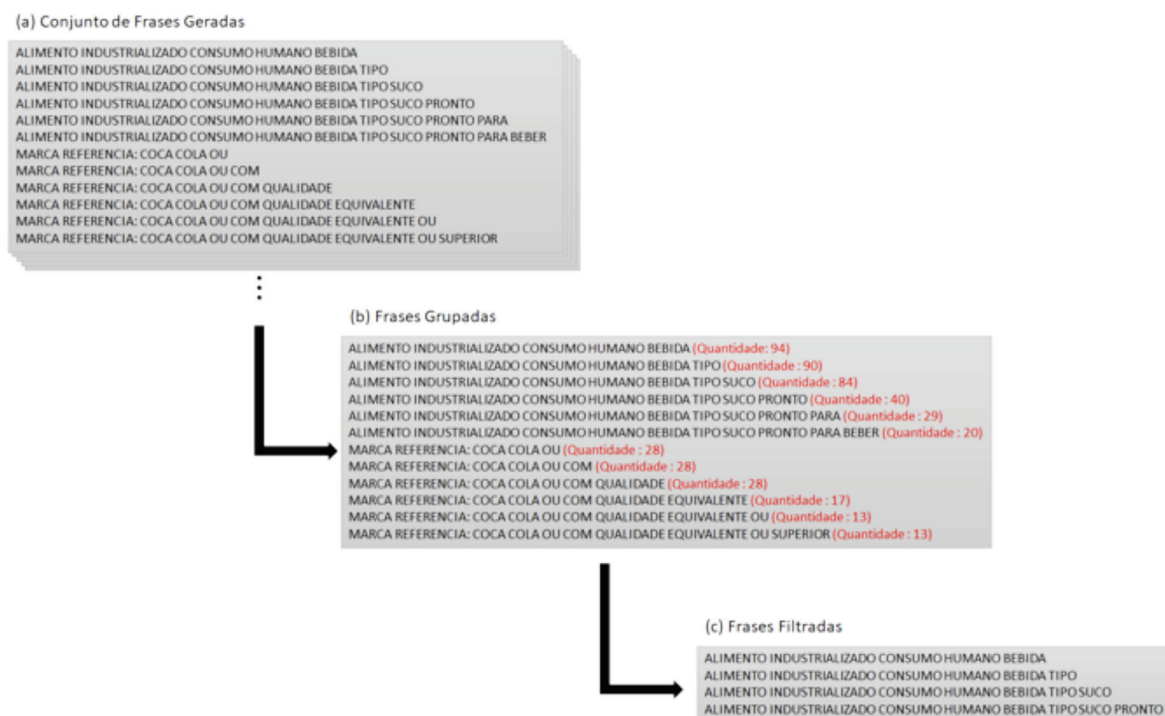 (a) Conjunto de Frases Geradas
ALIMENTO INDUSTRIALIZADO CONSUMO HUMANO BEBIDA
ALIMENTO INDUSTRIALIZADO CONSUMO HUMANO BEBIDA TIPO
ALIMENTO INDUSTRIALIZADO CONSUMO HUMANO BEBIDA TIPO SUCO
ALIMENTO INDUSTRIALIZADO CONSUMO HUMANO BEBIDA TIPO SUCO PRONTO
ALIMENTO INDUSTRIALIZADO CONSUMO HUMANO BEBIDA TIPO SUCO PRONTO PARA
ALIMENTO INDUSTRIALIZADO CONSUMO HUMANO BEBIDA TIPO SUCO PRONTO PARA BEBER
MARCA REFERENCIA: COCA COLA OU
MARCA REFERENCIA: COCA COLA OU COM
MARCA REFERENCIA: COCA COLA OU COM QUALIDADE
MARCA REFERENCIA: COCA COLA OU COM QUALIDADE EQUIVALENTE
MARCA REFERENCIA: COCA COLA OU COM QUALIDADE EQUIVALENTE OU
MARCA REFERENCIA: COCA COLA OU COM QUALIDADE EQUIVALENTE OU SUPERIOR
(b) Frases Grupadas
ALIMENTO INDUSTRIALIZADO CONSUMO HUMANO BEBIDA (Quantidade: 94)
ALIMENTO INDUSTRIALIZADO CONSUMO HUMANO BEBIDA TIPO (Quantidade : 90)
ALIMENTO INDUSTRIALIZADO CONSUMO HUMANO BEBIDA TIPO SUCO (Quantidade : 84)
ALIMENTO INDUSTRIALIZADO CONSUMO HUMANO BEBIDA TIPO SUCO PRONTO (Quantidade : 40)
ALIMENTO INDUSTRIALIZADO CONSUMO HUMANO BEBIDA TIPO SUCO PRONTO PARA (Quantidade : 29)
ALIMENTO INDUSTRIALIZADO CONSUMO HUMANO BEBIDA TIPO SUCO PRONTO PARA BEBER (Quantidade : 20)
MARCA REFERENCIA: COCA COLA OU (Quantidade : 28)
MARCA REFERENCIA: COCA COLA OU COM (Quantidade : 28)
MARCA REFERENCIA: COCA COLA OU COM QUALIDADE (Quantidade : 28)
MARCA REFERENCIA: COCA COLA OU COM QUALIDADE EQUIVALENTE (Quantidade : 17)
MARCA REFERENCIA: COCA COLA OU COM QUALIDADE EQUIVALENTE OU (Quantidade : 13)
MARCA REFERENCIA: COCA COLA OU COM QUALIDADE EQUIVALENTE OU SUPERIOR (Quantidade : 13)
(c) Frases Filtradas
ALIMENTO INDUSTRIALIZADO CONSUMO HUMANO BEBIDA
ALIMENTO INDUSTRIALIZADO CONSUMO HUMANO BEBIDA TIPO
ALIMENTO INDUSTRIALIZADO CONSUMO HUMANO BEBIDA TIPO SUCO
ALIMENTO INDUSTRIALIZADO CONSUMO HUMANO BEBIDA TIPO SUCO PRONTO